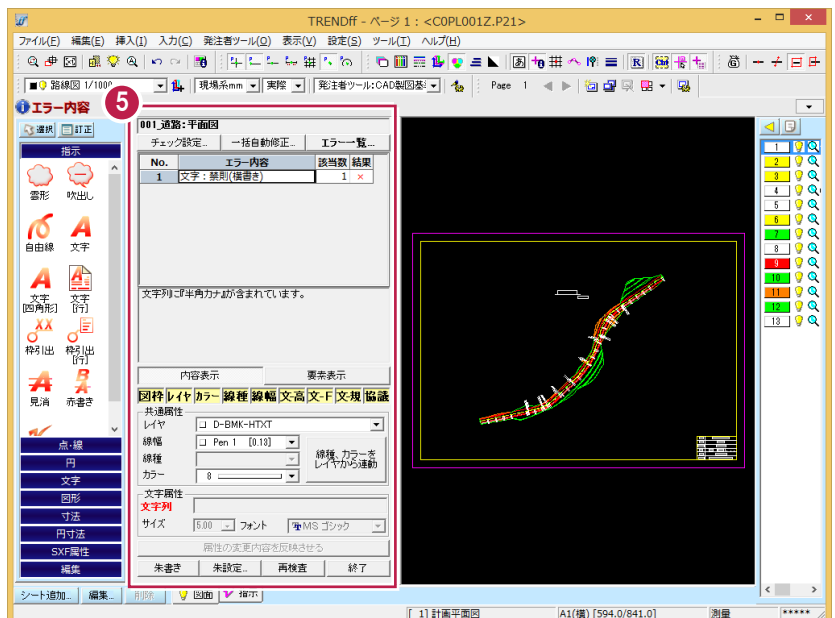 TRENDff - ページ 1 : <C0PL001Z.P21>
ファイル(F) 編集(E) 挿入(I) 入力(C) 発注者ツール(O) 表示(V) 設定(S) ツール(T) ヘルプ(H)
路線図 1/1000 現場系mm 実際 発注者ツール:CAD製図基 Page 1
エラー内容
5
選択 訂正
指示
雲形 吹出し
自由線 文字
文字[四角形] 文字[行]
枠引出 枠引出[行]
見消 赤書き
点・線
円
文字
図形
寸法
円寸法
SXF属性
編集
001_道路:平面図
チェック設定... 一括自動修正... エラー一覧...
No. エラー内容 該当数 結果
1 文字:禁則(横書き) 1 ×
文字列に『半角カナ』が含まれています。
内容表示 要素表示
図枠 レイヤ カラー 線種 線幅 文-高 文-F 文-規 協議
共通属性
レイヤ D-BMK-HTXT
線幅 Pen 1 [0.13]
線種
カラー 8
線種、カラーをレイヤから連動
文字属性
文字列
サイズ 5.00 フォント MS ゴシック
属性の変更内容を反映させる
朱書き 朱設定... 再検査 終了
1
2
3
4
5
6
7
8
9
10
11
12
13
シート追加... 編集... 削除 図面 指示
[ 1]計画平面図 A1(横) [594.0/841.0] 測量 *****